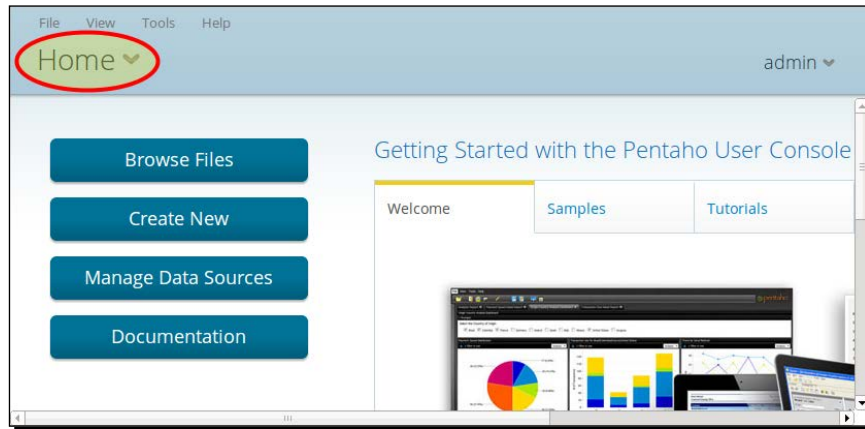 File View Tools Help
Home
admin
Browse Files
Create New
Manage Data Sources
Documentation
Getting Started with the Pentaho User Console
Welcome Samples Tutorials
pentaho